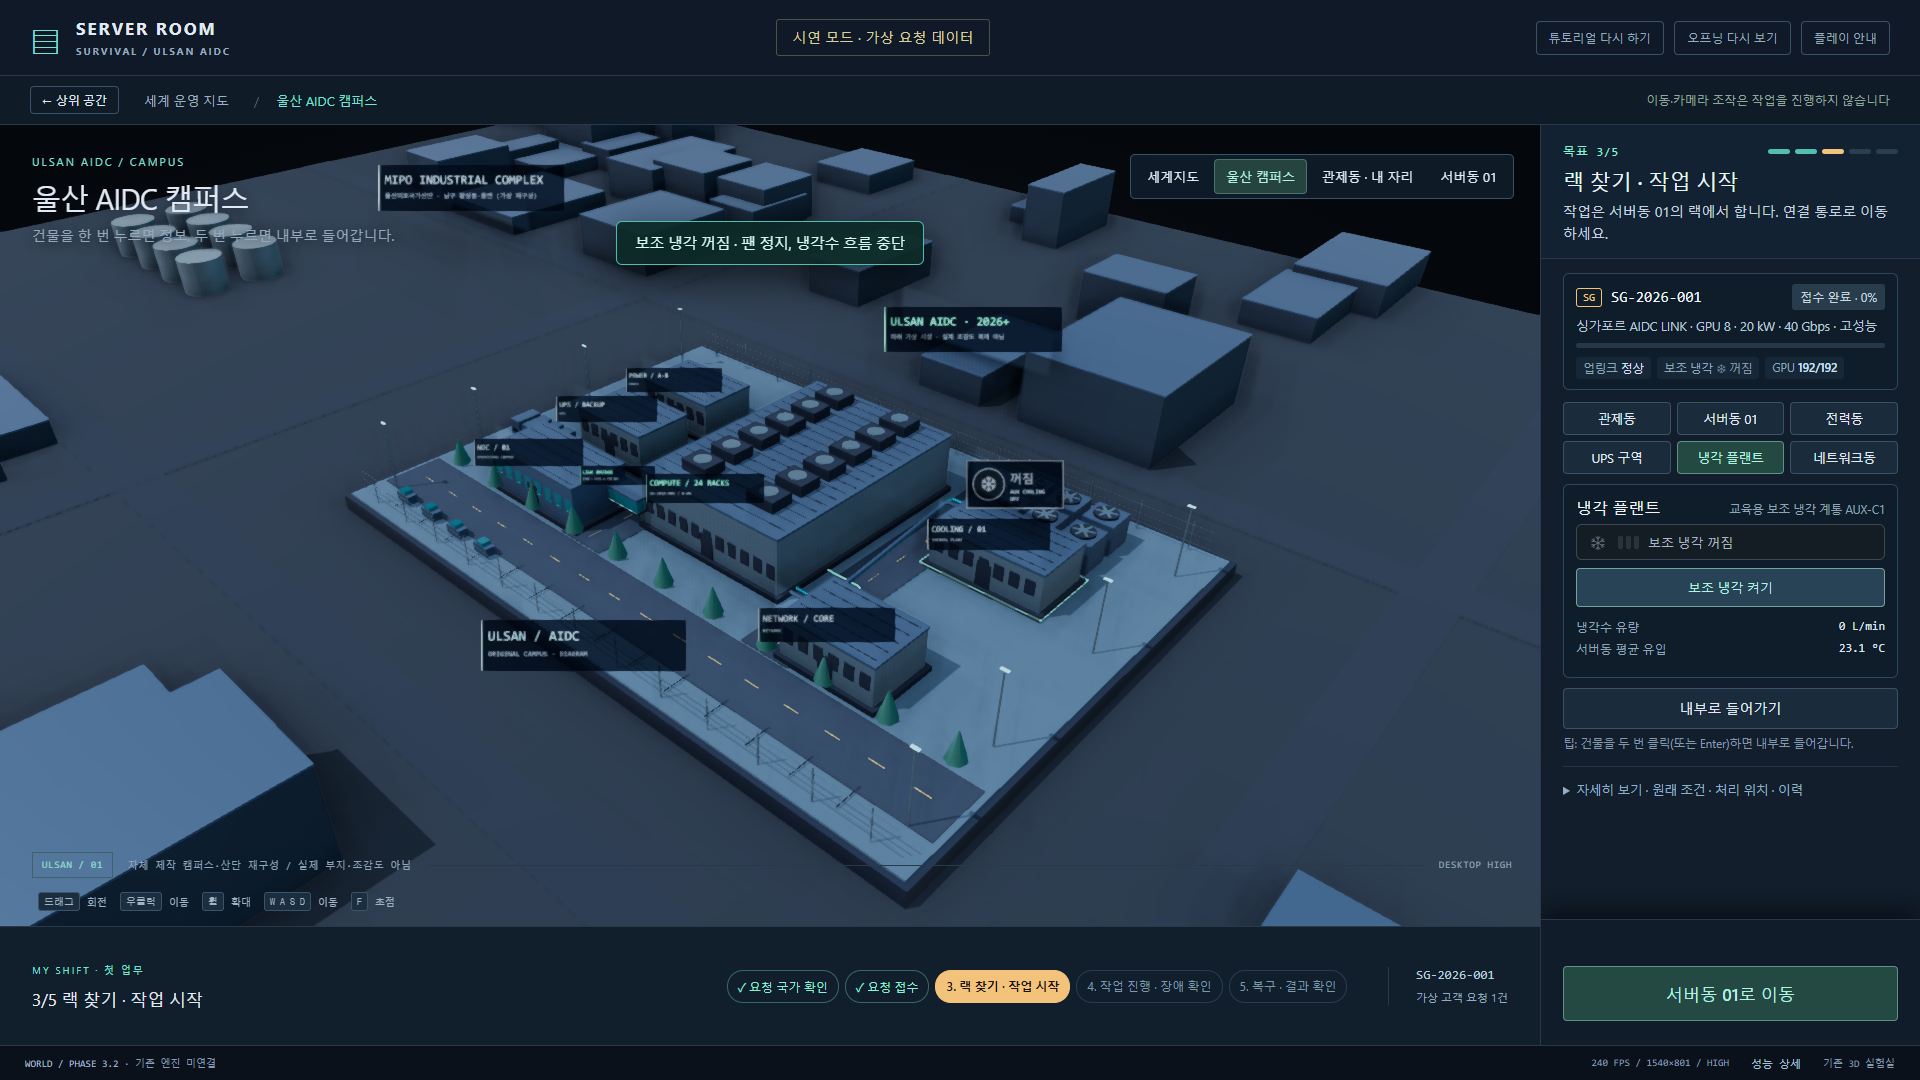 SERVER ROOM
SURVIVAL / ULSAN AIDC
시연 모드 · 가상 요청 데이터
튜토리얼 다시 하기
오프닝 다시 보기
플레이 안내
← 상위 공간
세계 운영 지도 / 울산 AIDC 캠퍼스
이동·카메라 조작은 작업을 진행하지 않습니다
ULSAN AIDC / CAMPUS
울산 AIDC 캠퍼스
건물을 한 번 누르면 정보, 두 번 누르면 내부로 들어갑니다.
MIPO INDUSTRIAL COMPLEX
세계지도
울산 캠퍼스
관제동 · 내 자리
서버동 01
보조 냉각 꺼짐 · 팬 정지, 냉각수 흐름 중단
ULSAN AIDC · 2026+
POWER / A-B
UPS / BACKUP
NOC / 01
COMPUTE / 24 RACKS
꺼짐
AUX COOLING
OFF
COOLING / 01
NETWORK / CORE
NETWORK
ULSAN / AIDC
ORIGINAL CAMPUS · DIAGRAM
ULSAN / 01
자체 제작 캠퍼스·산단 재구성 / 실제 부지·조감도 아님
DESKTOP HIGH
드래그 회전 우클릭 이동 휠 확대 W A S D 이동 F 초점
목표 3/5
랙 찾기 · 작업 시작
작업은 서버동 01의 랙에서 합니다. 연결 통로로 이동
하세요.
SG SG-2026-001 접수 완료 · 0%
싱가포르 AIDC LINK · GPU 8 · 20 kW · 40 Gbps · 고성능
업링크 정상 보조 냉각 ❄ 꺼짐 GPU 192/192
관제동 서버동 01 전력동
UPS 구역 냉각 플랜트 네트워크동
냉각 플랜트 교육용 보조 냉각 계통 AUX-C1
보조 냉각 꺼짐
보조 냉각 켜기
냉각수 유량 0 L/min
서버동 평균 유입 23.1 °C
내부로 들어가기
팁: 건물을 두 번 클릭(또는 Enter)하면 내부로 들어갑니다.
▶ 자세히 보기 · 원래 조건 · 처리 위치 · 이력
서버동 01로 이동
MY SHIFT · 첫 업무
3/5 랙 찾기 · 작업 시작
✓ 요청 국가 확인
✓ 요청 접수
3. 랙 찾기 · 작업 시작
4. 작업 진행 · 장애 확인
5. 복구 · 결과 확인
SG-2026-001
가상 고객 요청 1건
WORLD / PHASE 3.2 · 기존 엔진 미연결
240 FPS / 1540×801 / HIGH
성능 상세
기존 3D 실험실